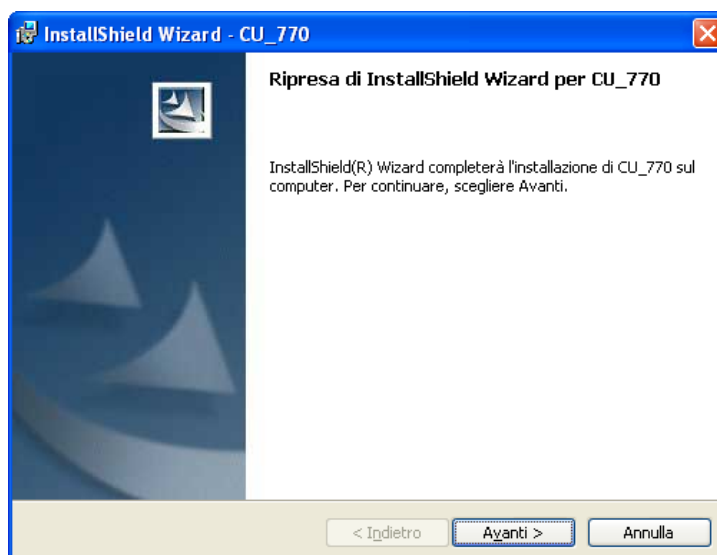 InstallShield Wizard - CU_770
Ripresa di InstallShield Wizard per CU_770
InstallShield(R) Wizard completerà l'installazione di CU_770 sul
computer. Per continuare, scegliere Avanti.
< Indietro
Avanti >
Annulla